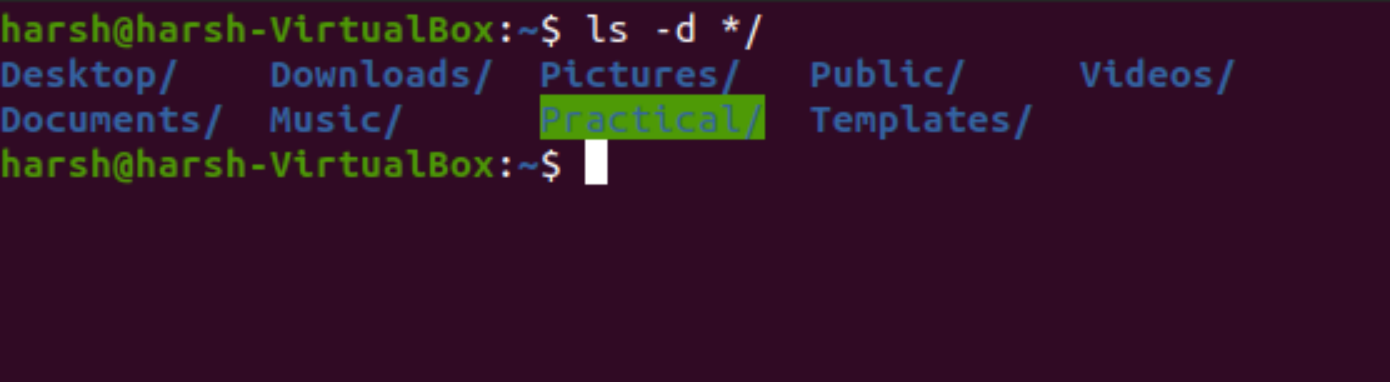 harsh@harsh-VirtualBox:~$ ls -d */
Desktop/    Downloads/  Pictures/   Public/     Videos/
Documents/  Music/      Practical/  Templates/
harsh@harsh-VirtualBox:~$